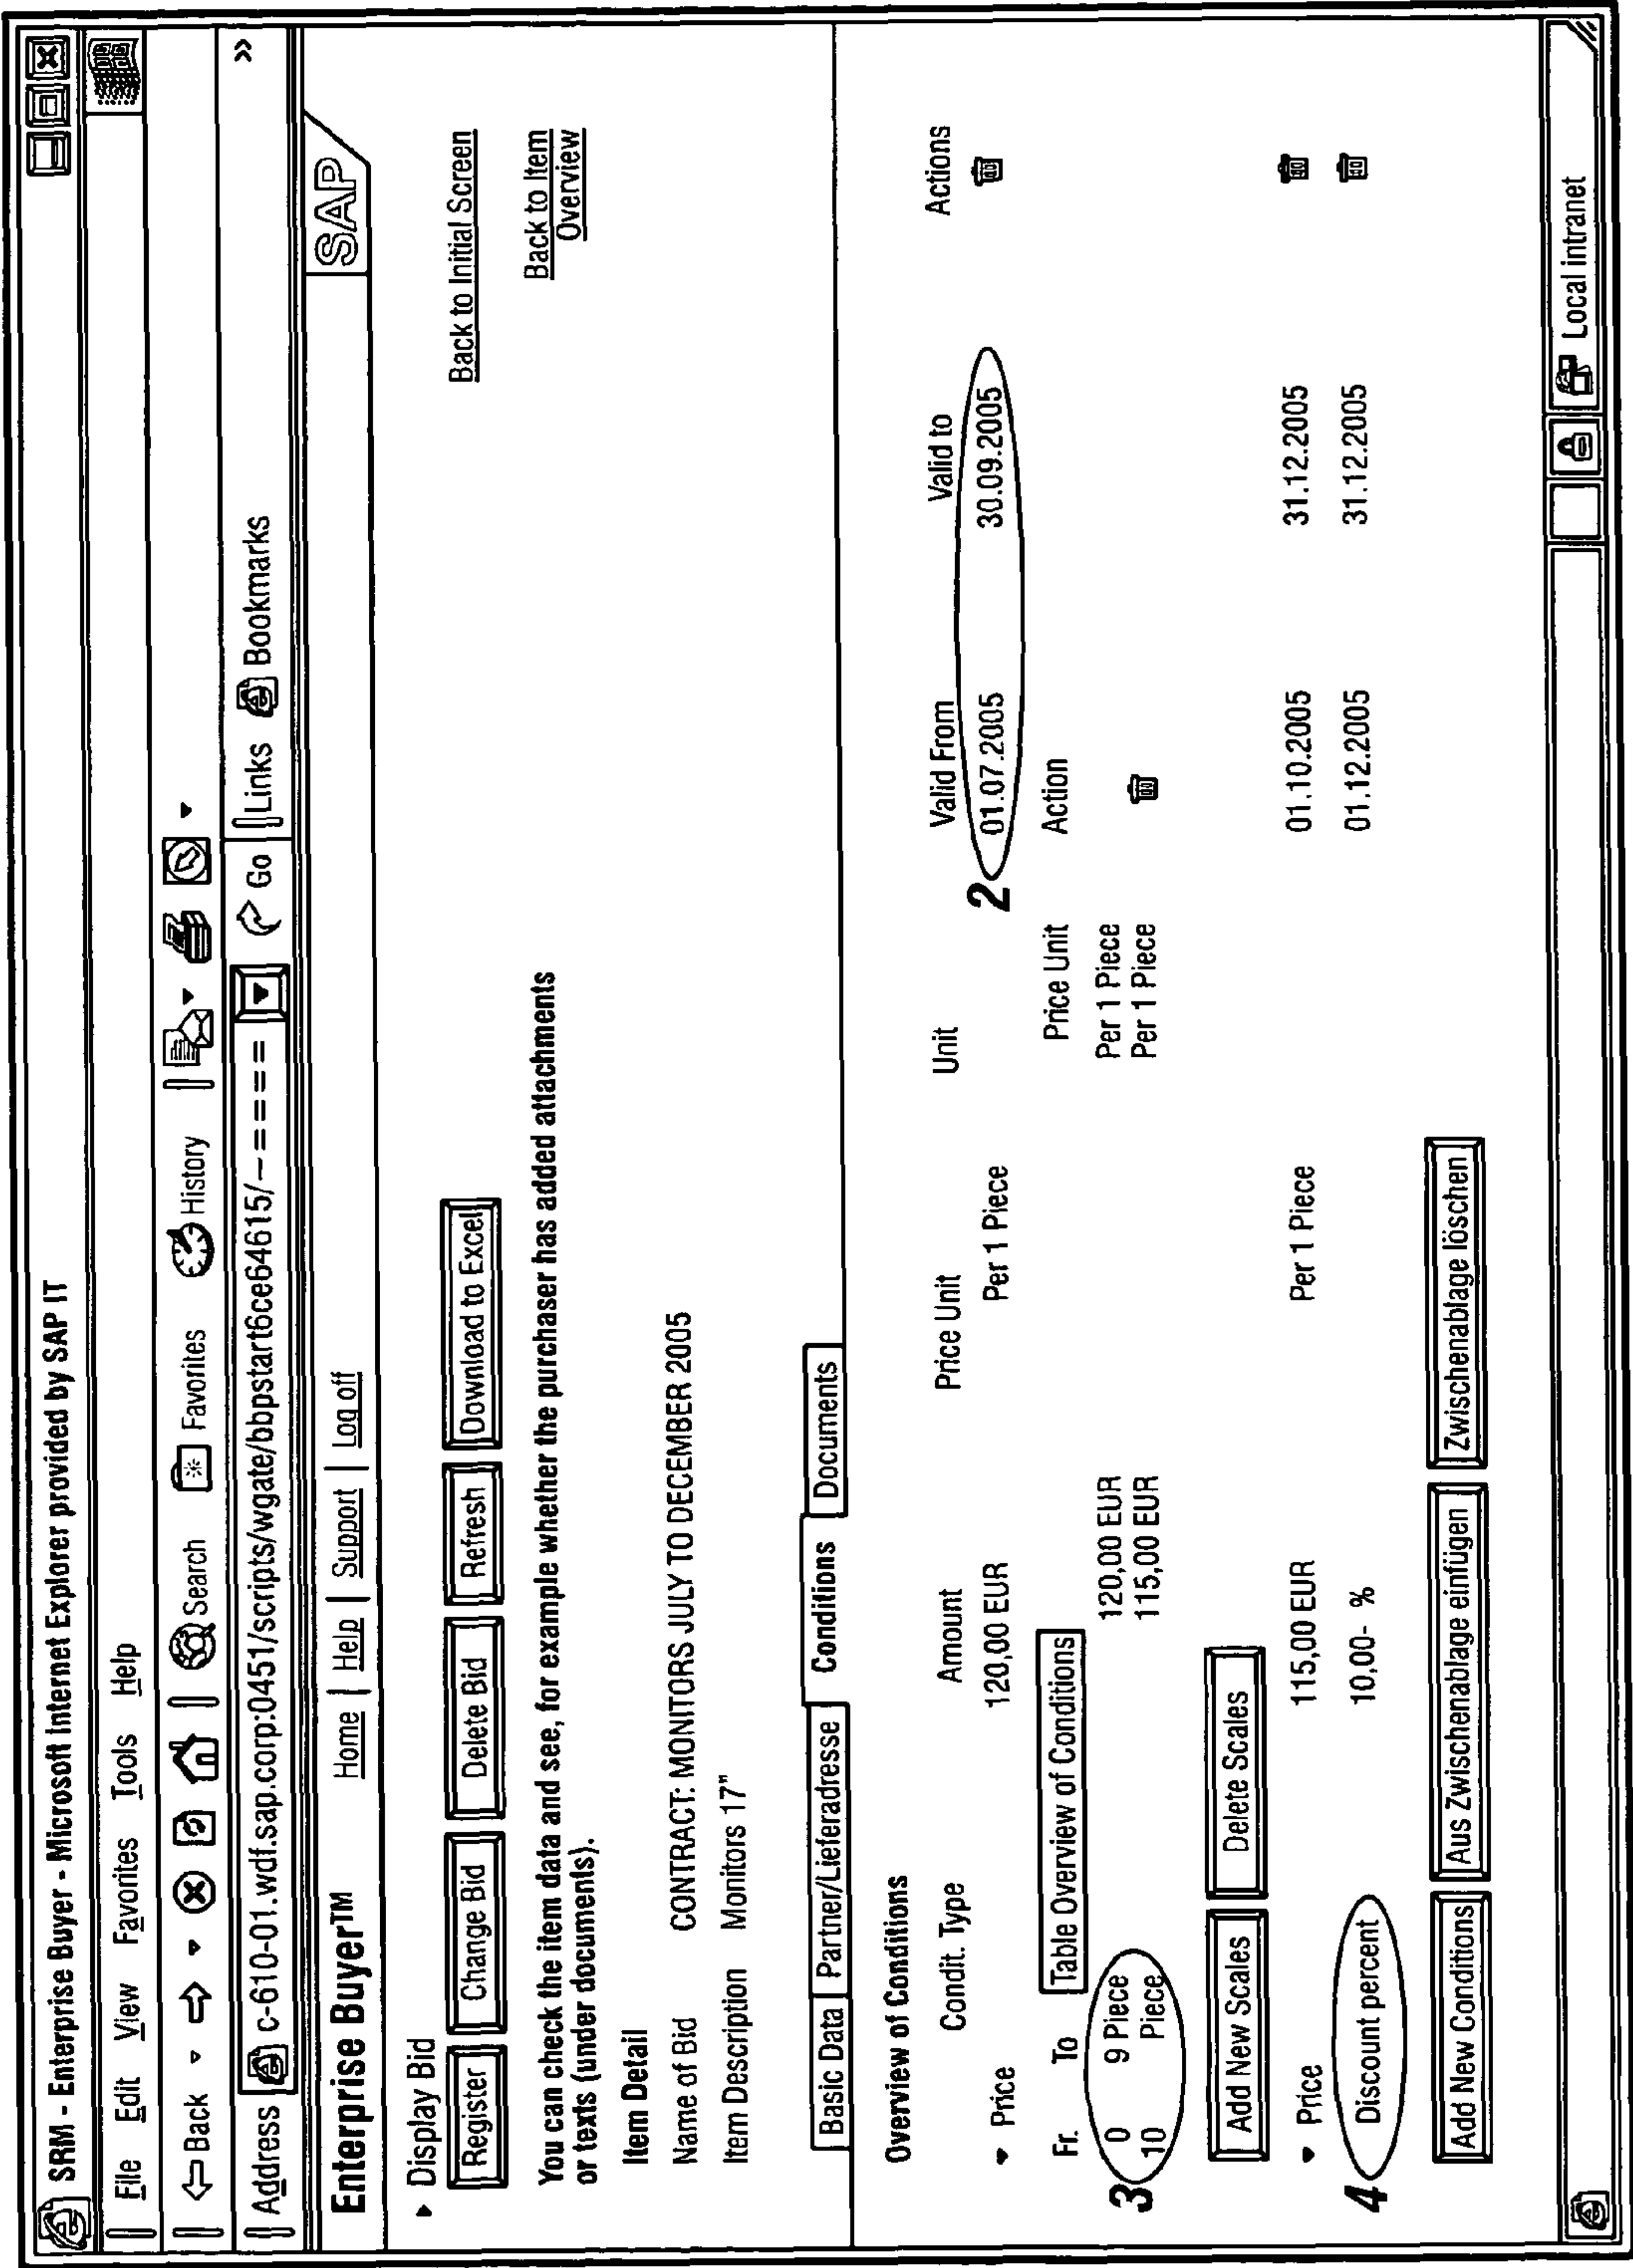 SRM - Enterprise Buyer - Microsoft Internet Explorer provided by SAP IT
File Edit View Favorites Tools Help
Back Search Favorites History
Address c-610-01.wdf.sap.corp:0451/scripts/wgate/bbpstart6ce64615/~==== Go Links Bookmarks »
SAP
Enterprise Buyer™ Home | Help | Support | Log off
Display Bid
Register Change Bid Delete Bid Refresh Download to Excel Back to Initial Screen
You can check the item data and see, for example whether the purchaser has added attachments
or texts (under documents).
Back to Item
Overview
Item Detail
Name of Bid CONTRACT: MONITORS JULY TO DECEMBER 2005
Item Description Monitors 17"
Basic Data Partner/Lieferadresse Conditions Documents
Overview of Conditions
Condit. Type Amount Price Unit Unit Valid From Valid to Actions
Price 120,00 EUR Per 1 Piece 2 01.07.2005 30.09.2005
Table Overview of Conditions
Fr. To Price Unit Action
3 0 9 Piece 120,00 EUR Per 1 Piece
10 Piece 115,00 EUR Per 1 Piece
Add New Scales Delete Scales
Price 115,00 EUR Per 1 Piece 01.10.2005 31.12.2005
4 Discount percent 10,00- % 01.12.2005 31.12.2005
Add New Conditions Aus Zwischenablage einfügen Zwischenablage löschen
Local intranet